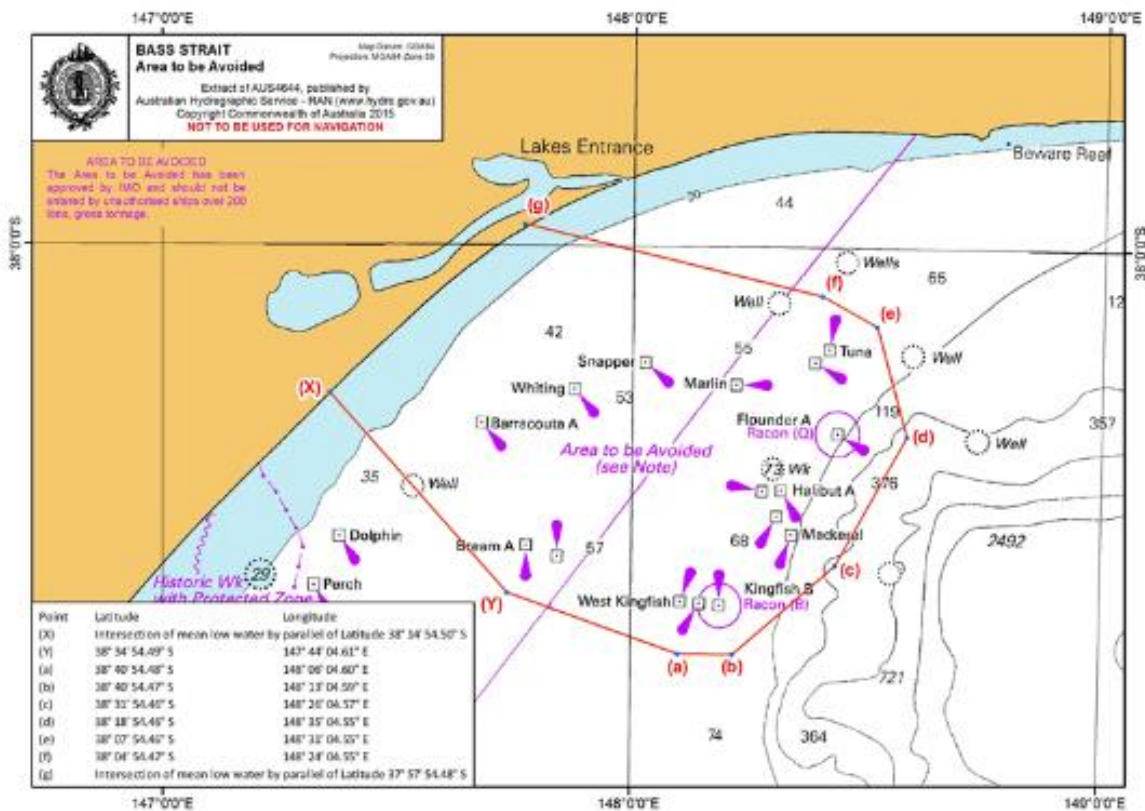 147°0'0"E
148°0'0"E
149°0'0"E
BASS STRAIT
Area to be Avoided
Map Datum: GDA94
Projection: MGA94 Zone 55
Extract of AUS4644, published by
Australian Hydrographic Service - RAN (www.hydro.gov.au)
Copyright Commonwealth of Australia 2015
NOT TO BE USED FOR NAVIGATION
AREA TO BE AVOIDED
The Area to be Avoided has been
approved by IMO and should not be
entered by unauthorised ships over 200
tons, gross tonnage.
Lakes Entrance
Beware Reef
30
44
(g)
38°0'0"S
38°0'0"S
Wells
65
(f)
Well
12
42
(e)
55
Tuna
Well
Snapper
Marlin
(X)
Whiting
53
Flounder A
119
Barracouta A
Racon (Q)
357
(d)
Well
Area to be Avoided
(see Note)
73 Wk
35
Well
Halibut A
376
Dolphin
Bream A
57
68
Mackerel
2492
29
(c)
Historic Wk
with Protected Zone
Perch
Kingfish B
(Y)
West Kingfish
Racon (B)
(a)
(b)
721
74
364
Point Latitude Longitude
(X) Intersection of mean low water by parallel of Latitude 38° 14' 54.50" S
(Y) 38° 34' 54.49" S 147° 44' 04.61" E
(a) 38° 40' 54.48" S 148° 06' 04.60" E
(b) 38° 40' 54.47" S 148° 13' 04.59" E
(c) 38° 31' 54.46" S 148° 26' 04.57" E
(d) 38° 18' 54.46" S 148° 35' 04.55" E
(e) 38° 07' 54.46" S 148° 31' 04.55" E
(f) 38° 04' 54.47" S 148° 24' 04.55" E
(g) Intersection of mean low water by parallel of Latitude 37° 57' 54.48" S
147°0'0"E
148°0'0"E
149°0'0"E